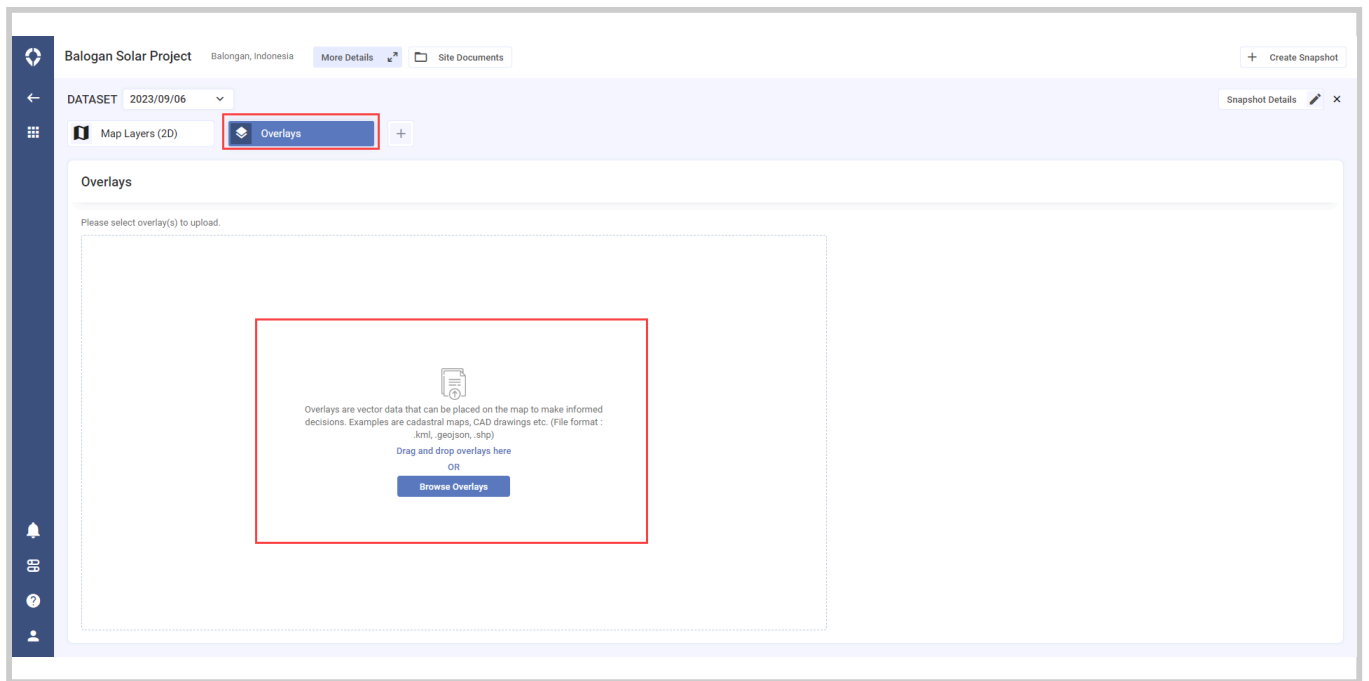 Balogan Solar Project Balongan, Indonesia More Details Site Documents + Create Snapshot
DATASET 2023/09/06 Snapshot Details ×
Map Layers (2D) Overlays +
Overlays
Please select overlay(s) to upload.
Overlays are vector data that can be placed on the map to make informed
decisions. Examples are cadastral maps, CAD drawings etc. (File format :
.kml, .geojson, .shp)
Drag and drop overlays here
OR
Browse Overlays